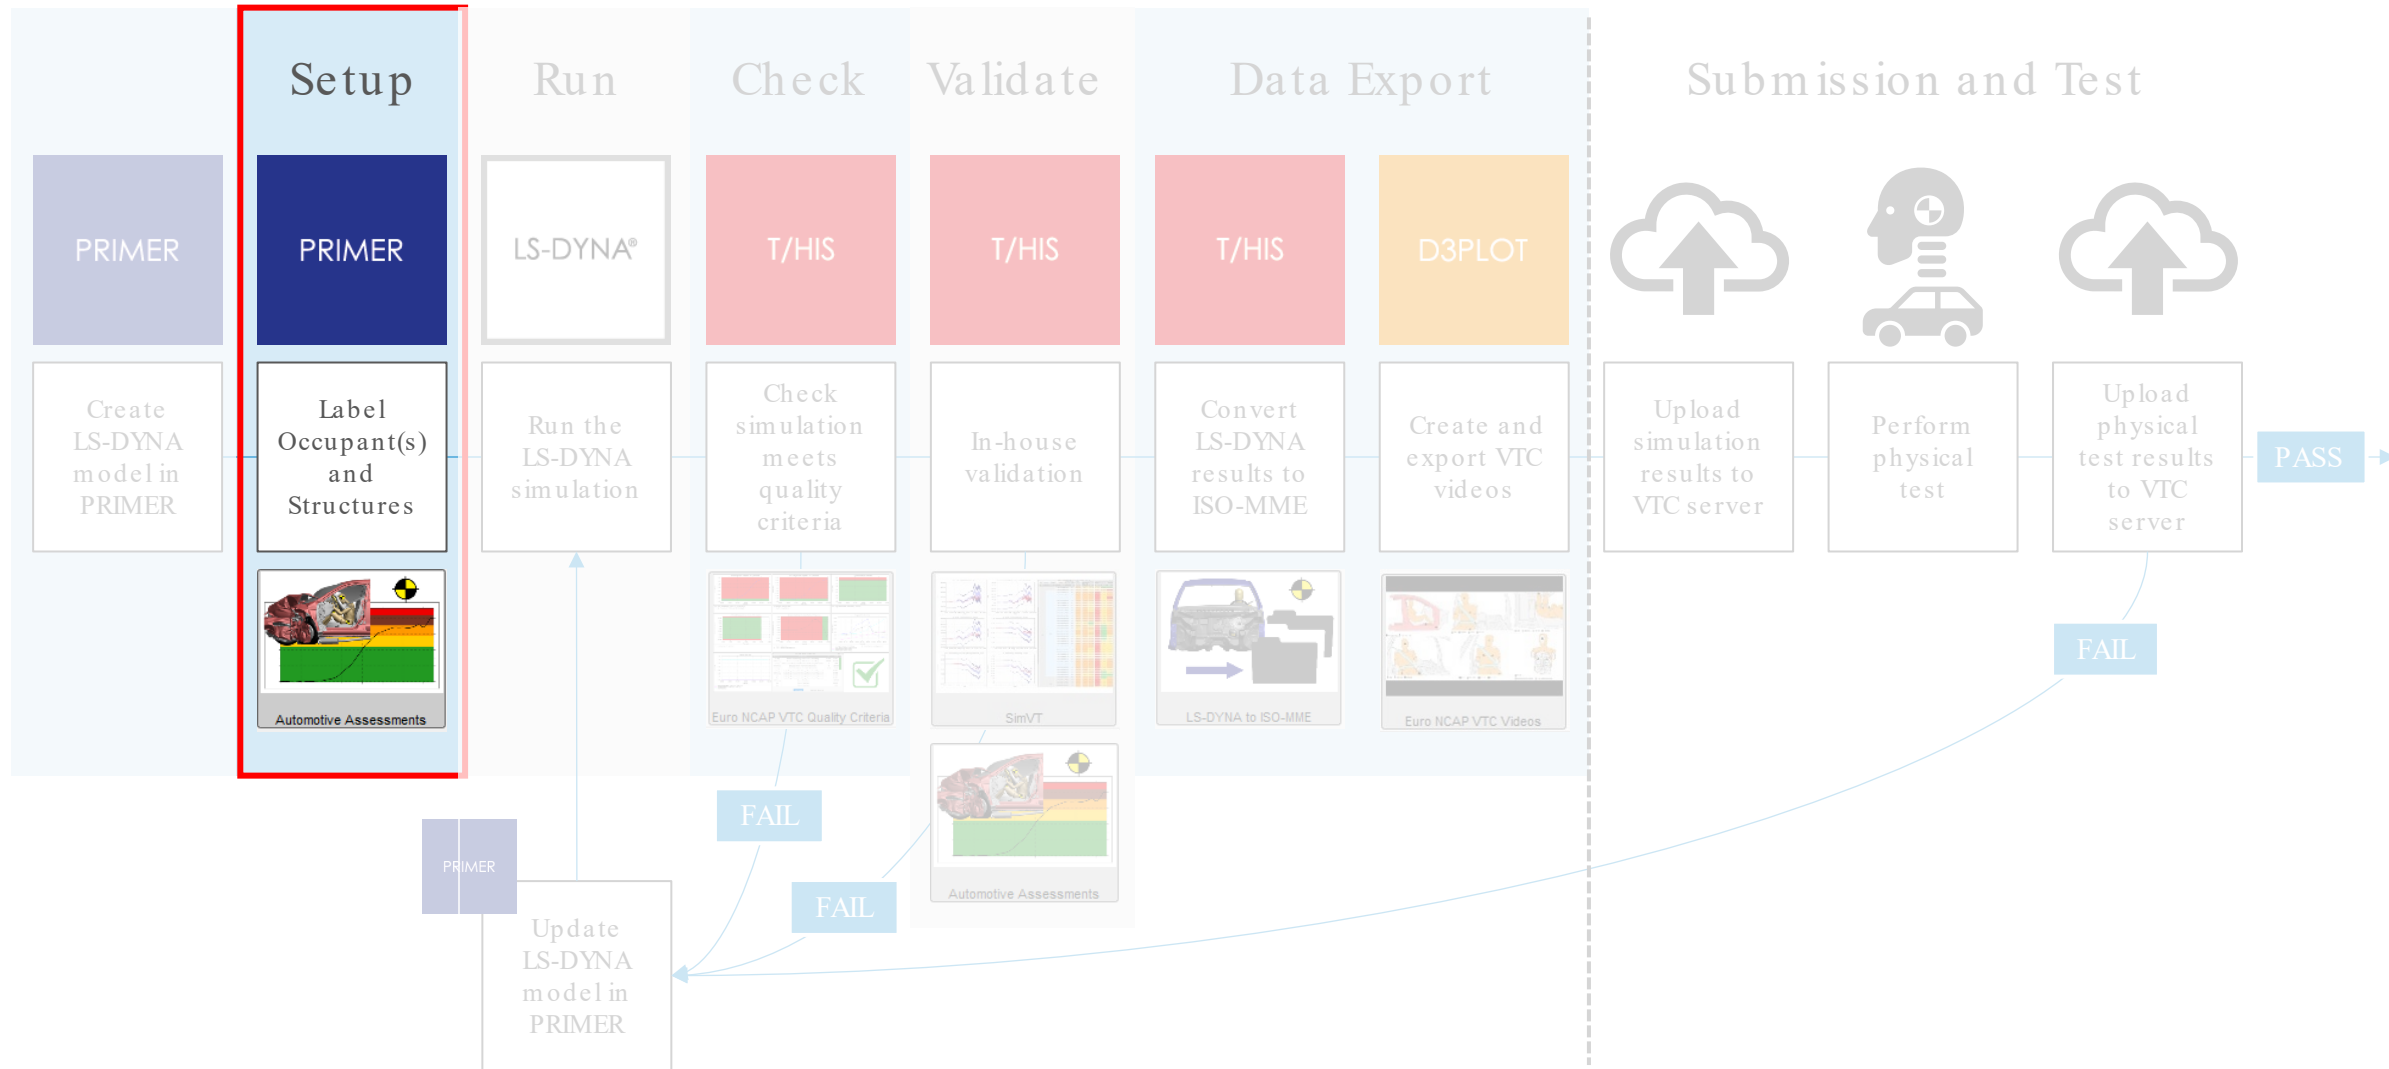 Setup
Run
Check
Validate
Data Export
Submission and Test
PRIMER
PRIMER
LS-DYNA®
T/HIS
T/HIS
T/HIS
D3PLOT
Create
LS-DYNA
model in
PRIMER
Label
Occupant(s)
and
Structures
Run the
LS-DYNA
simulation
Check
simulation
meets
quality
criteria
In-house
validation
Convert
LS-DYNA
results to
ISO-MME
Create and
export VTC
videos
Upload
simulation
results to
VTC server
Perform
physical
test
Upload
physical
test results
to VTC
server
PASS
Automotive Assessments
Euro NCAP VTC Quality Criteria
SimVT
LS-DYNA to ISO-MME
Euro NCAP VTC Videos
FAIL
Automotive Assessments
FAIL
FAIL
PRIMER
Update
LS-DYNA
model in
PRIMER